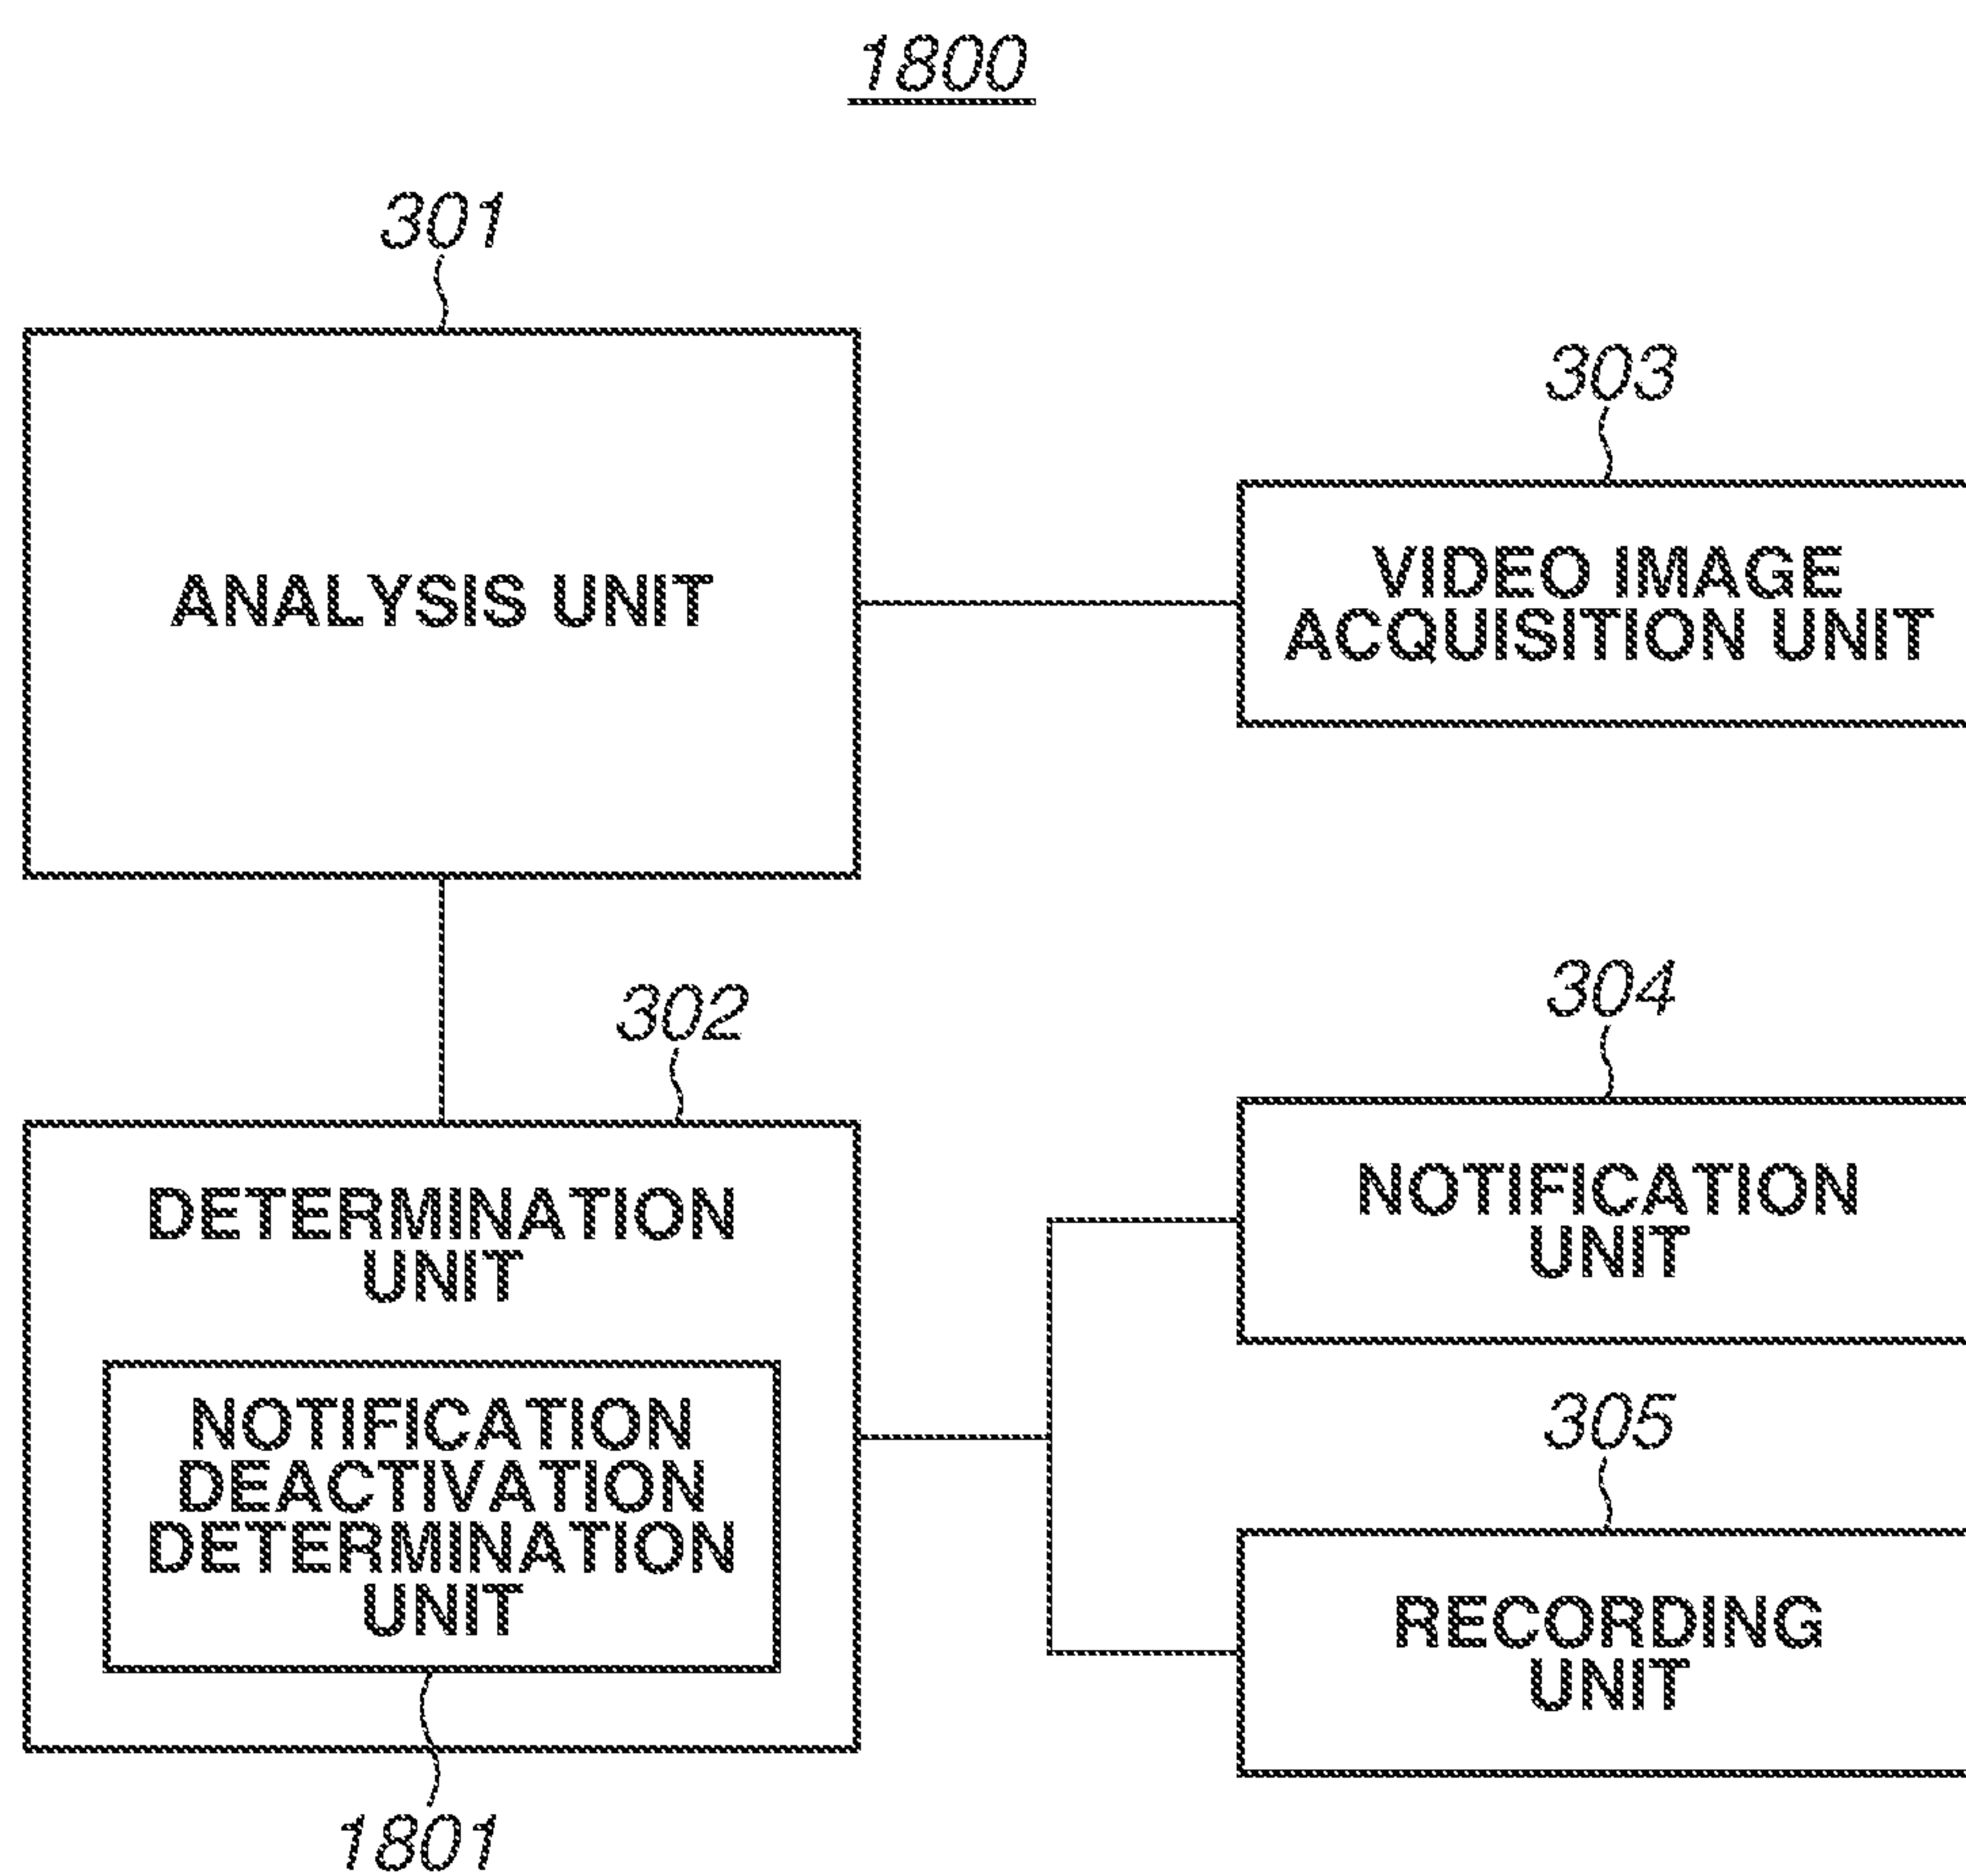 1800
301
303
ANALYSIS UNIT
VIDEO IMAGE
ACQUISITION UNIT
302
304
DETERMINATION
UNIT
NOTIFICATION
UNIT
NOTIFICATION
DEACTIVATION
DETERMINATION
UNIT
305
RECORDING
UNIT
1801